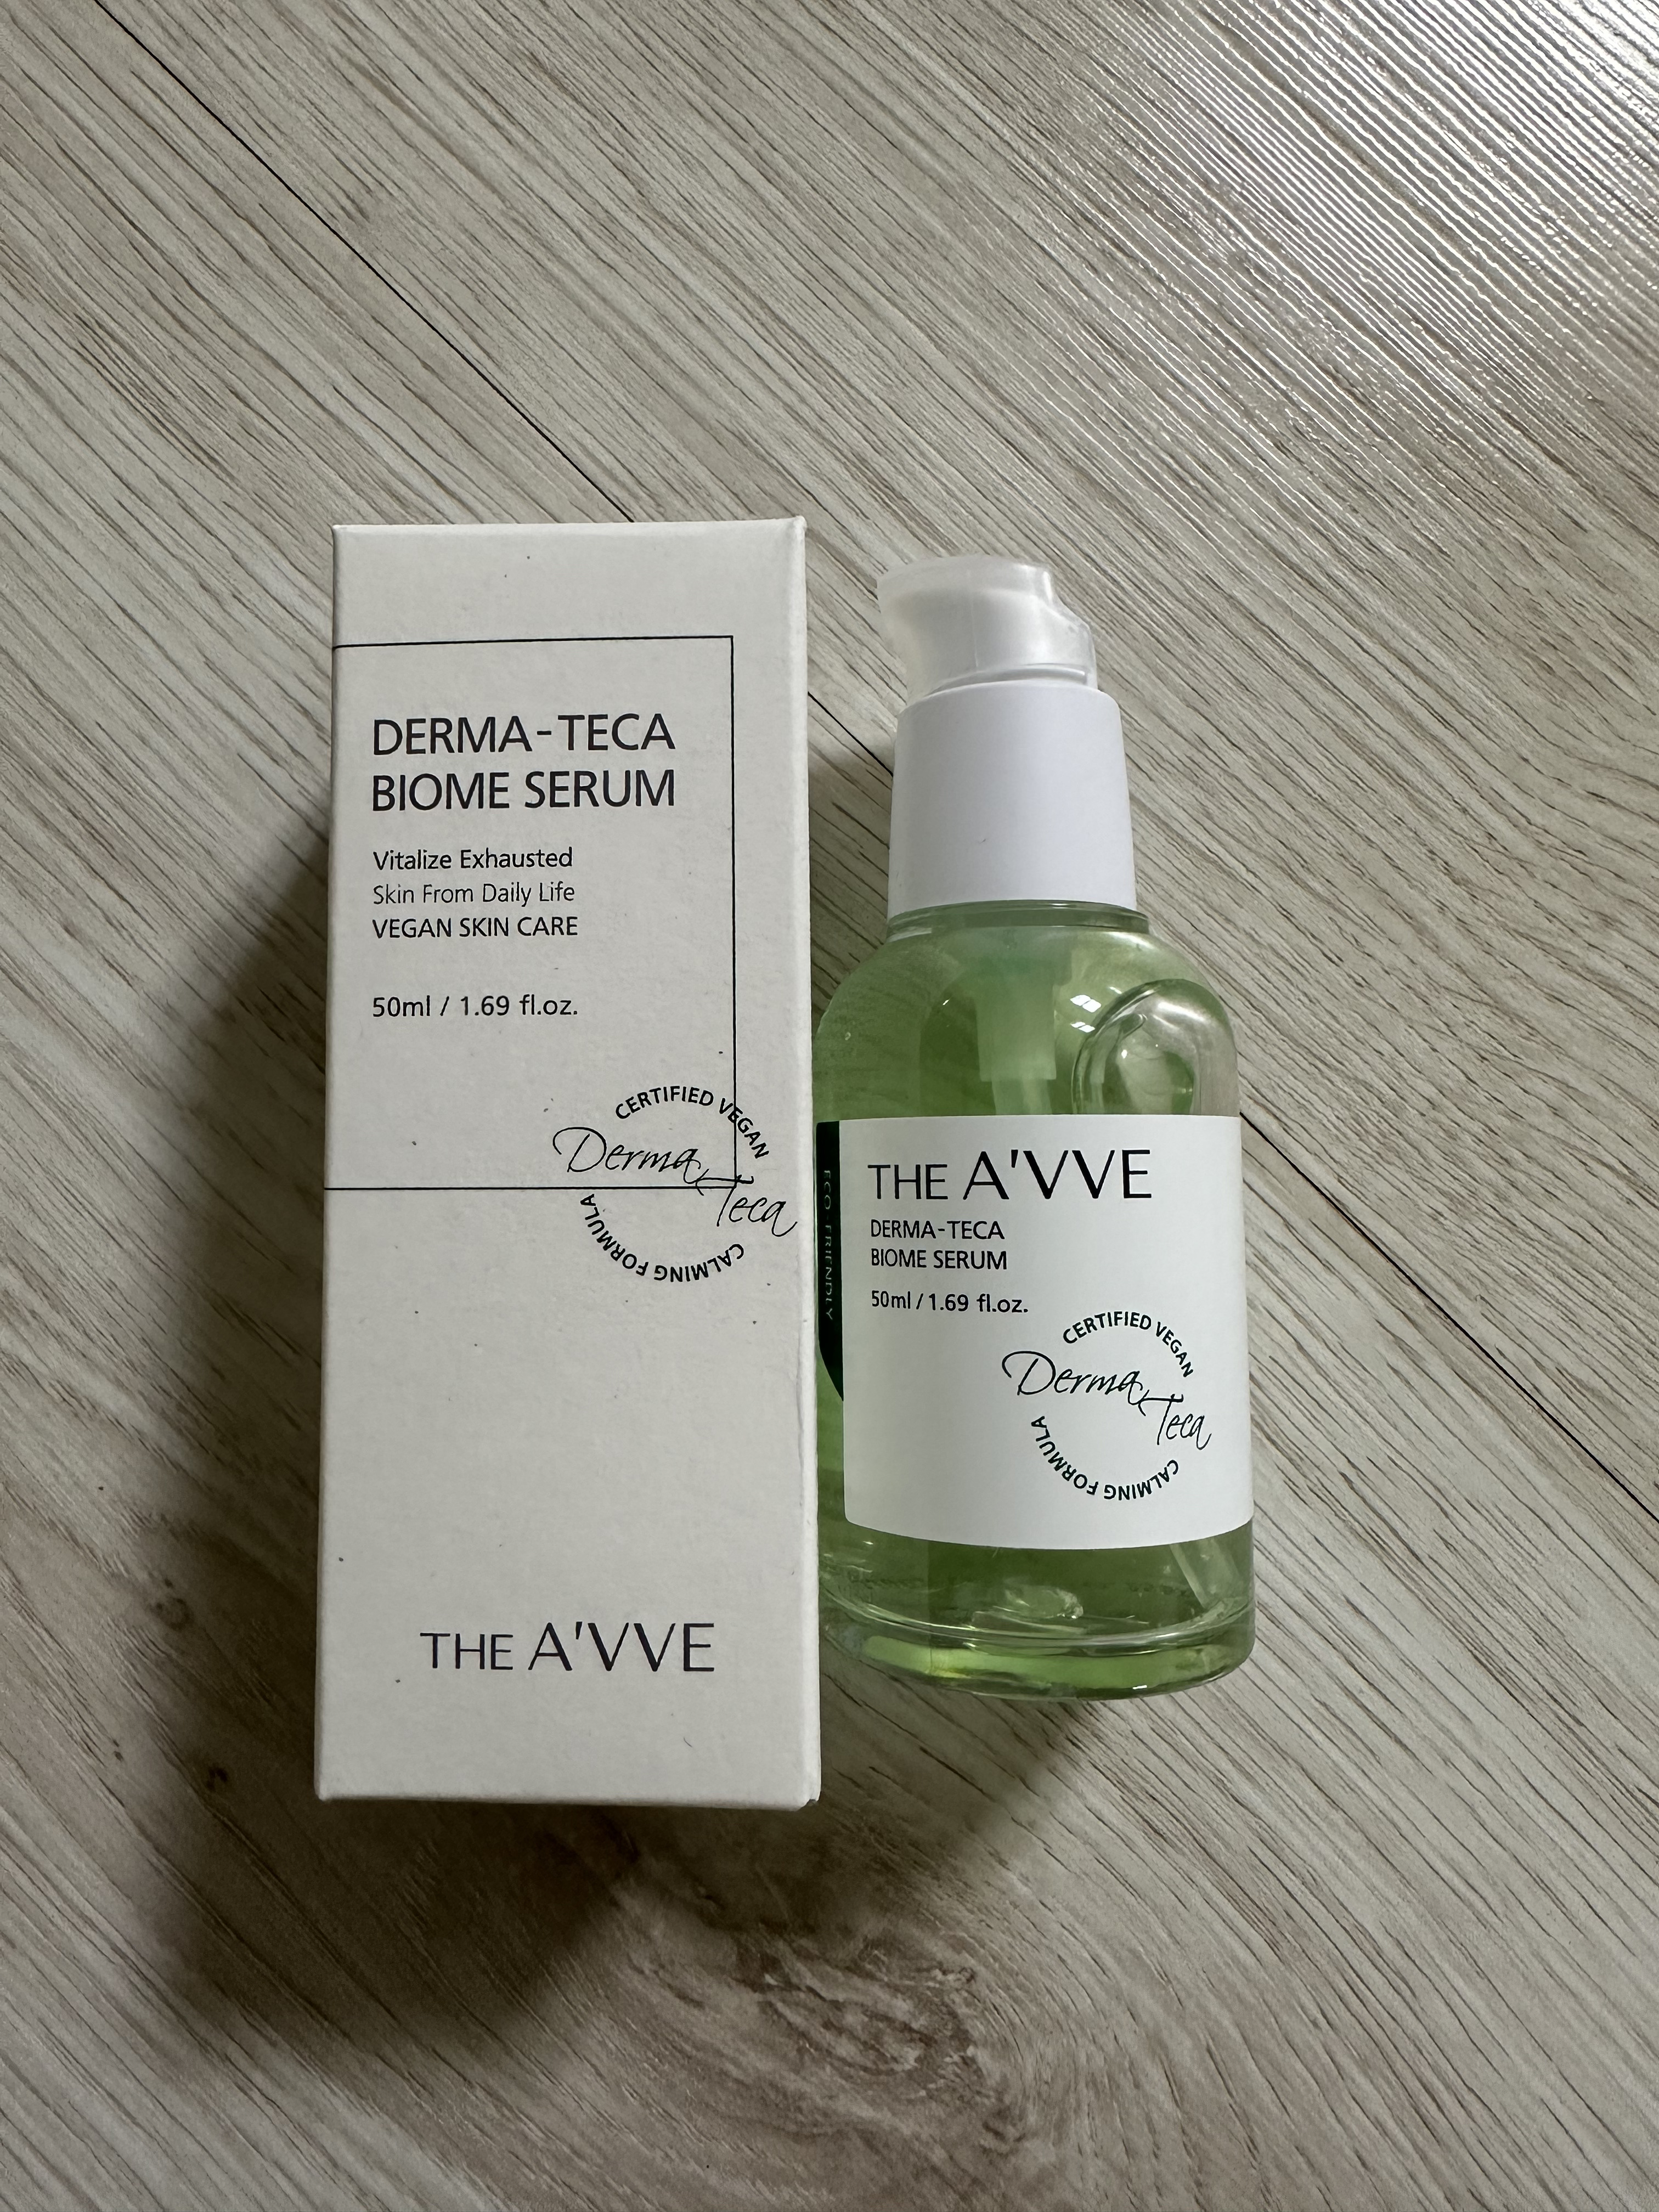 DERMA-TECA
BIOME SERUM
Vitalize Exhausted
Skin From Daily Life
VEGAN SKIN CARE
50ml / 1.69 fl.oz.
CERTIFIED VEGAN
Derma
Teca
CALMING FORMULA
THE A'VVE
ECO-FRIENDLY
THE A'VVE
DERMA-TECA
BIOME SERUM
50ml / 1.69 fl.oz.
CERTIFIED VEGAN
Derma
Teca
CALMING FORMULA